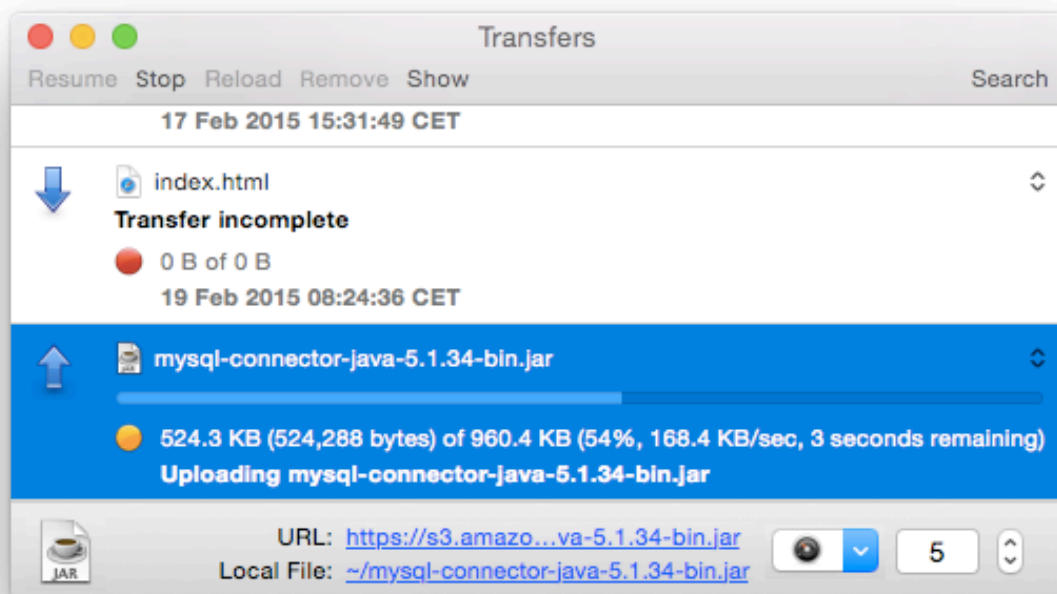 Transfers
Resume Stop Reload Remove Show Search
17 Feb 2015 15:31:49 CET
index.html
Transfer incomplete
0 B of 0 B
19 Feb 2015 08:24:36 CET
mysql-connector-java-5.1.34-bin.jar
524.3 KB (524,288 bytes) of 960.4 KB (54%, 168.4 KB/sec, 3 seconds remaining)
Uploading mysql-connector-java-5.1.34-bin.jar
URL: https://s3.amazo...va-5.1.34-bin.jar
Local File: ~/mysql-connector-java-5.1.34-bin.jar
5
JAR